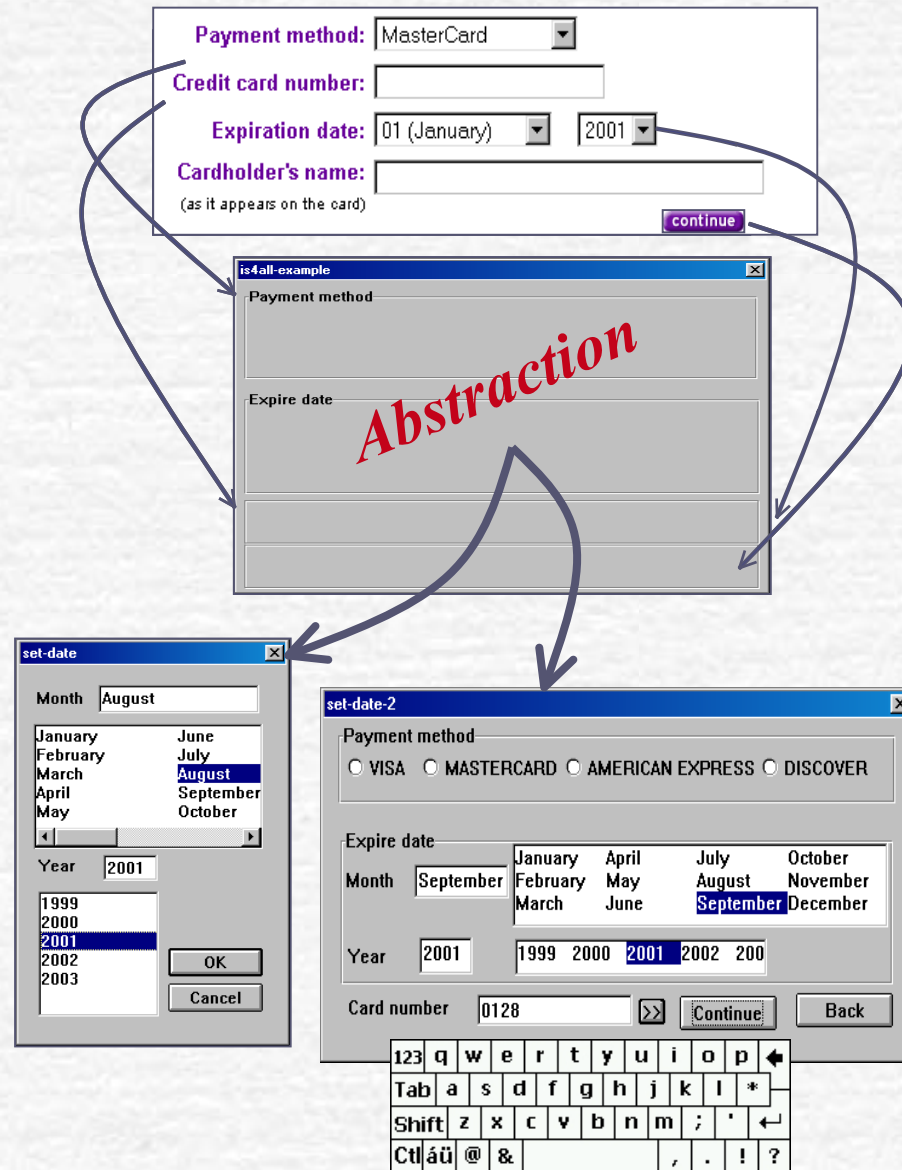 Payment method: MasterCard
Credit card number:
Expiration date: 01 (January) 2001
Cardholder's name:
(as it appears on the card)
continue
is4all-example
Payment method
Abstraction
Expire date
set-date
Month August
January June
February July
March August
April September
May October
Year 2001
1999
2000
2001
2002
2003
OK
Cancel
set-date-2
Payment method
VISA MASTERCARD AMERICAN EXPRESS DISCOVER
Expire date
Month September
January April July October
February May August November
March June September December
Year 2001 1999 2000 2001 2002 200
Card number 0128 >> Continue Back
123 q w e r t y u i o p
Tab a s d f g h j k l *
Shift z x c v b n m ; '
Ctl áü @ & , . ! ?